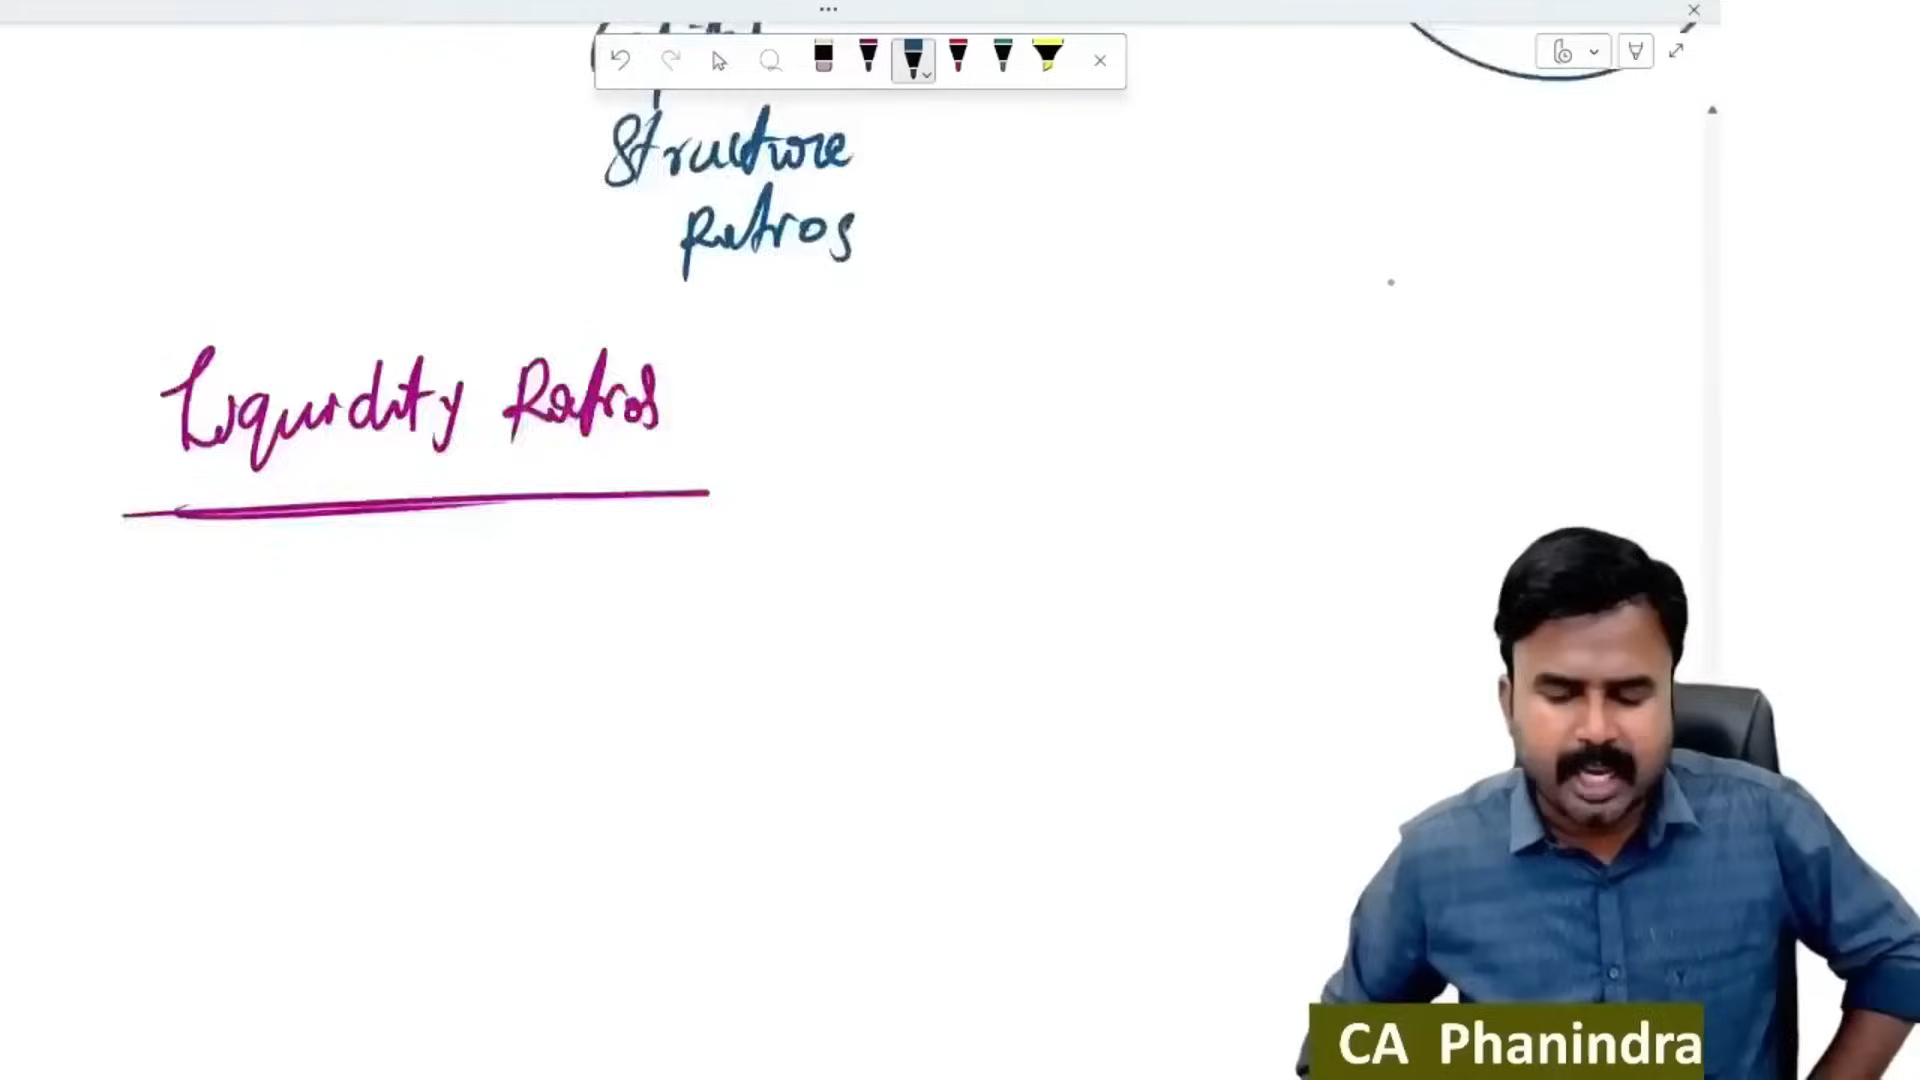 Structure
Ratios
Liquidity Ratios
CA Phanindra